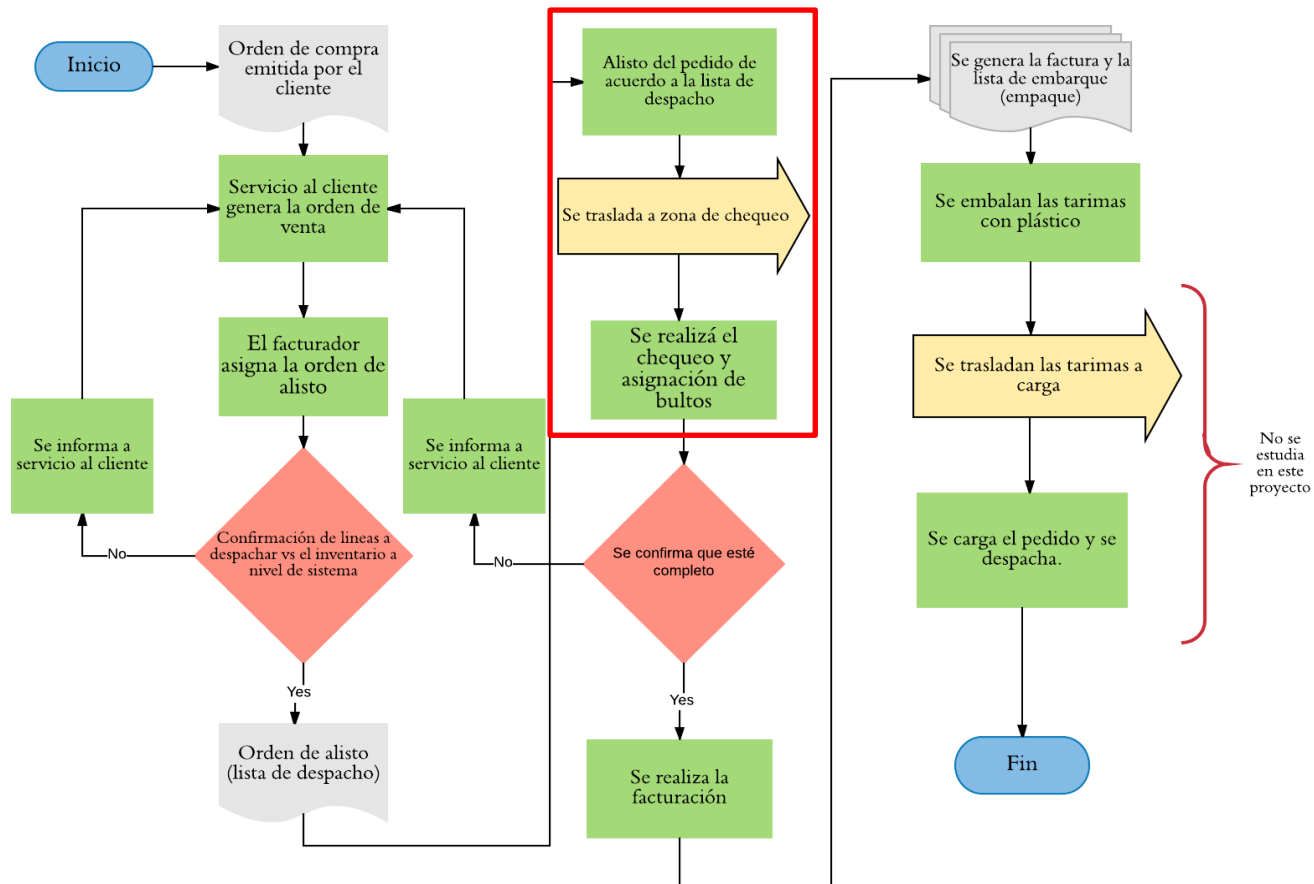 Inicio
Orden de compra
emitida por el
cliente
Servicio al cliente
genera la orden de
venta
El facturador
asigna la orden de
alisto
Se informa a
servicio al cliente
No
Confirmación de lineas a
despachar vs el inventario a
nivel de sistema
Yes
Orden de alisto
(lista de despacho)
Alisto del pedido de
acuerdo a la lista de
despacho
Se traslada a zona de chequeo
Se realizá el
chequeo y
asignación de
bultos
Se informa a
servicio al cliente
No
Se confirma que esté
completo
Yes
Se realiza la
facturación
Se genera la factura y la
lista de embarque
(empaque)
Se embalan las tarimas
con plástico
Se trasladan las tarimas a
carga
Se carga el pedido y se
despacha.
No se
estudia
en este
proyecto
Fin